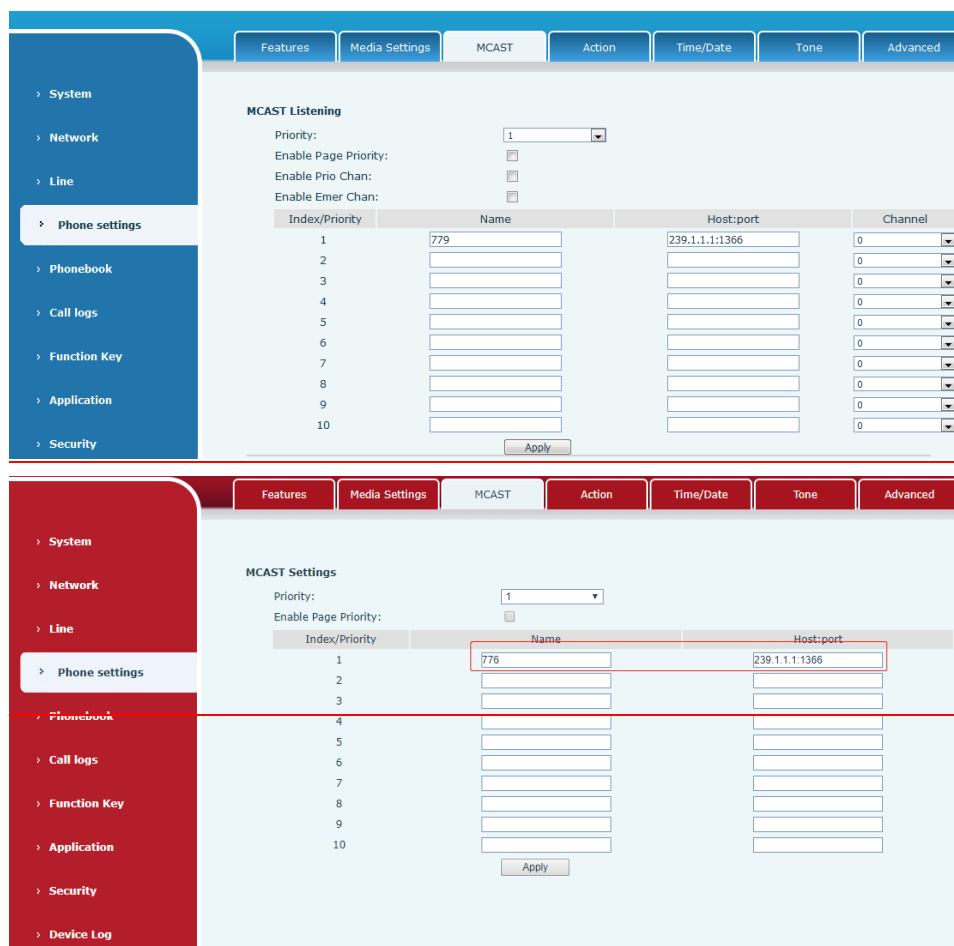 Features Media Settings MCAST Action Time/Date Tone Advanced
› System
› Network
› Line
› Phone settings
› Phonebook
› Call logs
› Function Key
› Application
› Security
MCAST Listening
Priority: 1
Enable Page Priority:
Enable Prio Chan:
Enable Emer Chan:
Index/Priority Name Host:port Channel
1 779 239.1.1.1:1366 0
2 0
3 0
4 0
5 0
6 0
7 0
8 0
9 0
10 0
Apply
Features Media Settings MCAST Action Time/Date Tone Advanced
› System
› Network
› Line
› Phone settings
› Phonebook
› Call logs
› Function Key
› Application
› Security
› Device Log
MCAST Settings
Priority: 1
Enable Page Priority:
Index/Priority Name Host:port
1 776 239.1.1.1:1366
2
3
4
5
6
7
8
9
10
Apply